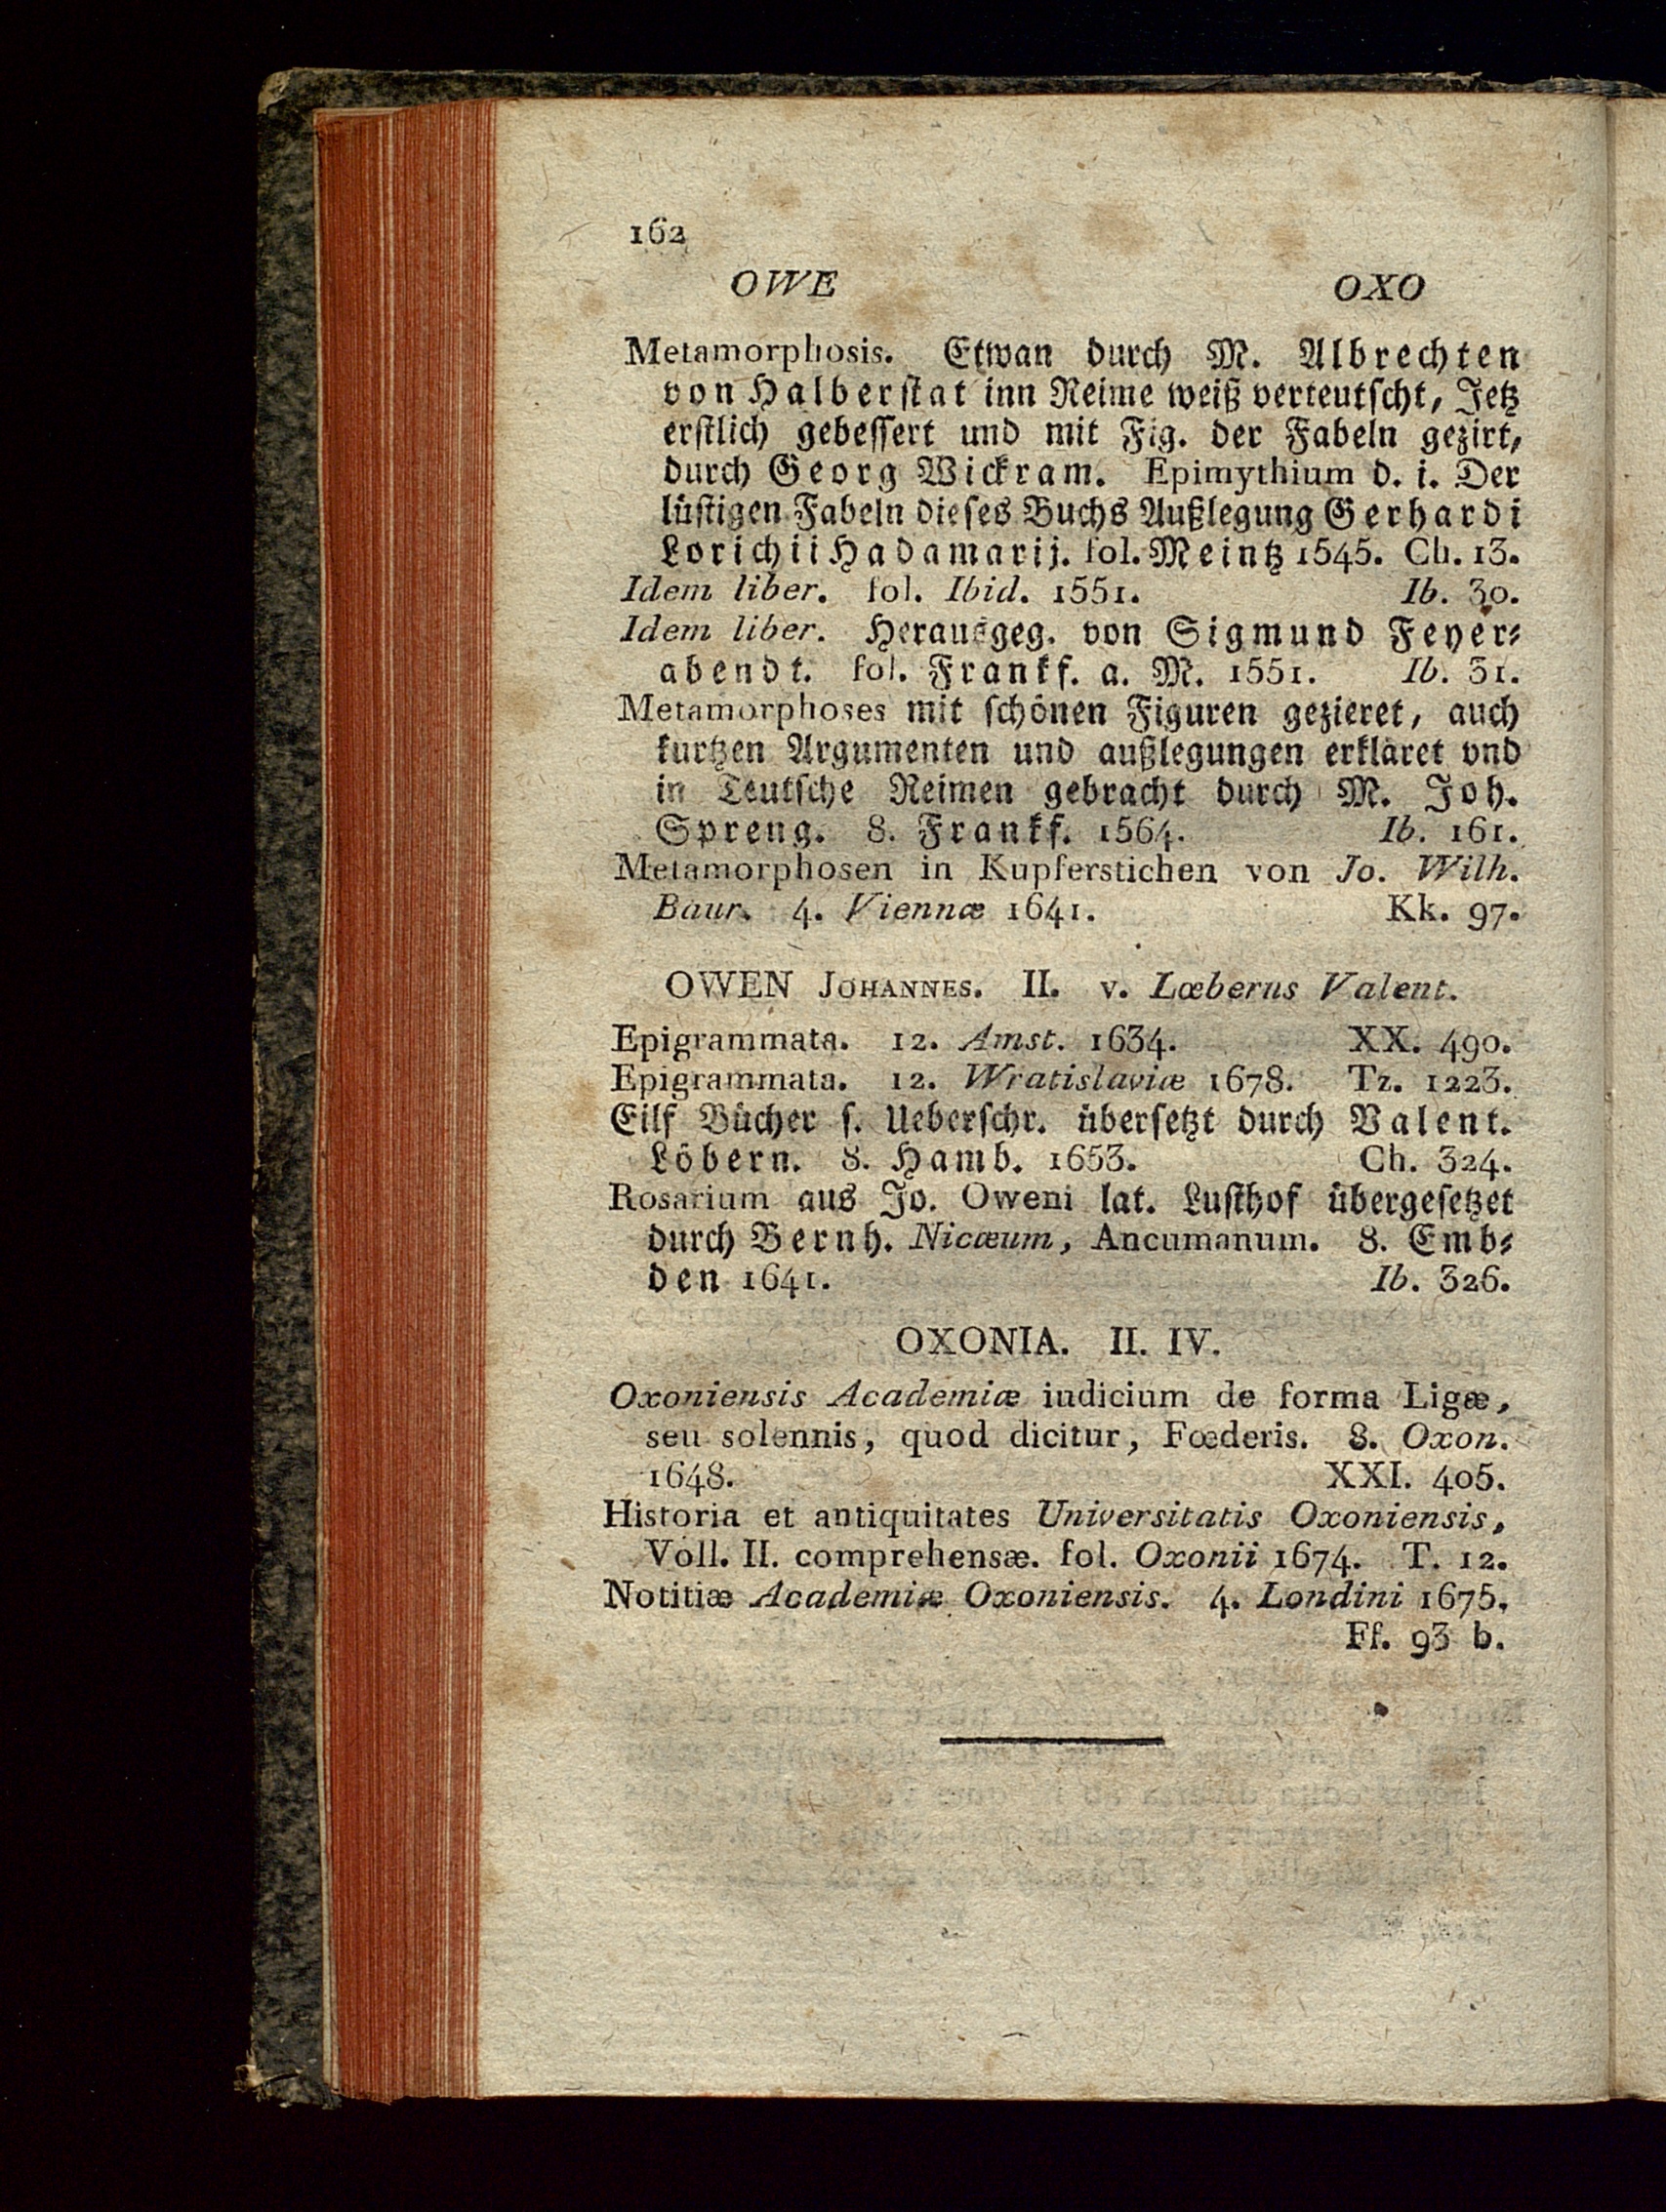 162
OWE OXO
Metamorphosis. Etwan durch M. Albrechten
von Halberstat inn Reime weiß verteutscht, Jetz
erstlich gebessert und mit Fig. der Fabeln gezirt,
durch Georg Wickram. Epimythium d. i. Der
lüstigen Fabeln dieses Buchs Außlegung Gerhardi
Lorichii Hadamarij. fol. Meintz 1545. Ch. 13.
Idem liber. fol. Ibid. 1551. Ib. 30.
Idem liber. Herausgeg. von Sigmund Feyer-
abendt. fol. Frankf. a. M. 1551. Ib. 31.
Metamorphoses mit schönen Figuren gezieret, auch
kurtzen Argumenten und außlegungen erkläret vnd
in Teutsche Reimen gebracht durch M. Joh.
Spreng. 8. Frankf. 1564. Ib. 161.
Metamorphosen in Kupferstichen von Jo. Wilh.
Baur. 4. Viennæ 1641. Kk. 97.
OWEN JOHANNES. II. v. Lœberus Valent.
Epigrammata. 12. Amst. 1634. XX. 490.
Epigrammata. 12. Wratislaviæ 1678. Tz. 1223.
Eilf Bücher s. Ueberschr. übersetzt durch Valent.
Löbern. 8. Hamb. 1653. Ch. 324.
Rosarium aus Jo. Oweni lat. Lusthof übergesetzet
durch Bernh. Nicæum, Ancumanum. 8. Emb-
den 1641. Ib. 326.
OXONIA. II. IV.
Oxoniensis Academiæ iudicium de forma Ligæ,
seu solennis, quod dicitur, Fœderis. 8. Oxon.
1648. XXI. 405.
Historia et antiquitates Universitatis Oxoniensis,
Voll. II. comprehensæ. fol. Oxonii 1674. T. 12.
Notitiæ Academiæ Oxoniensis. 4. Londini 1675.
Ff. 93 b.